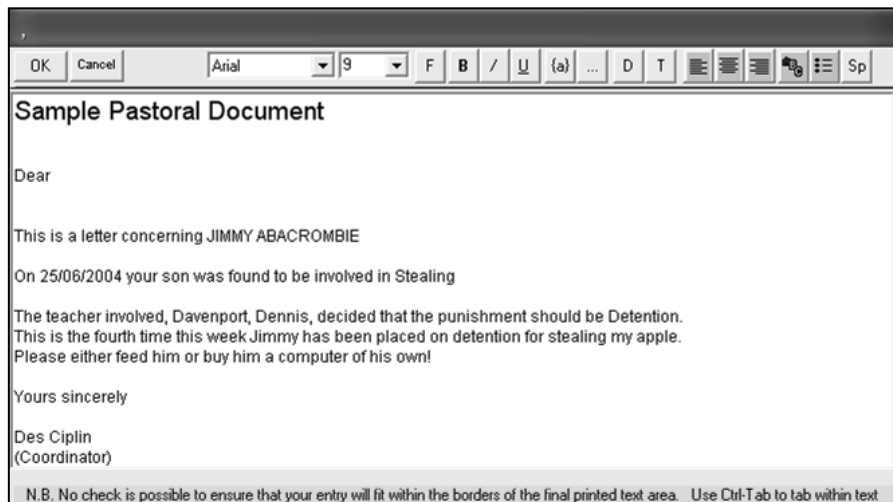 ,
OK Cancel Arial 9 F B I U {a} ... D T Sp
Sample Pastoral Document
Dear
This is a letter concerning JIMMY ABACROMBIE
On 25/06/2004 your son was found to be involved in Stealing
The teacher involved, Davenport, Dennis, decided that the punishment should be Detention.
This is the fourth time this week Jimmy has been placed on detention for stealing my apple.
Please either feed him or buy him a computer of his own!
Yours sincerely
Des Ciplin
(Coordinator)
N.B. No check is possible to ensure that your entry will fit within the borders of the final printed text area. Use Ctrl-Tab to tab within text